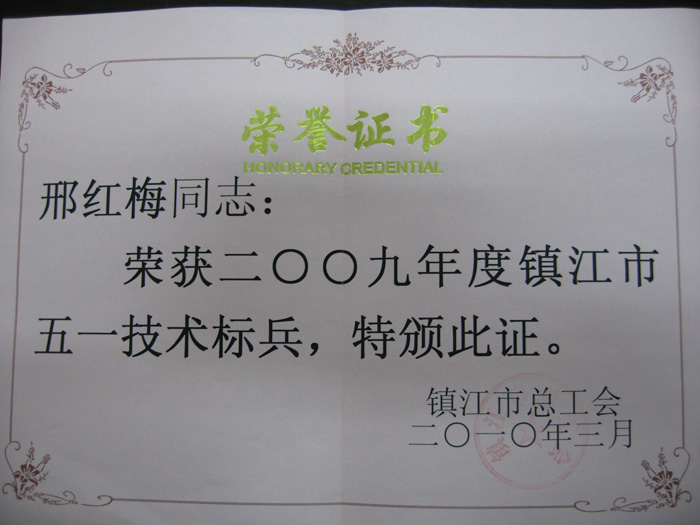 荣誉证书
HONORARY CREDENTIAL
邢红梅同志：
荣获二〇〇九年度镇江市
五一技术标兵，特颁此证。
镇江市总工会
二〇一〇年三月